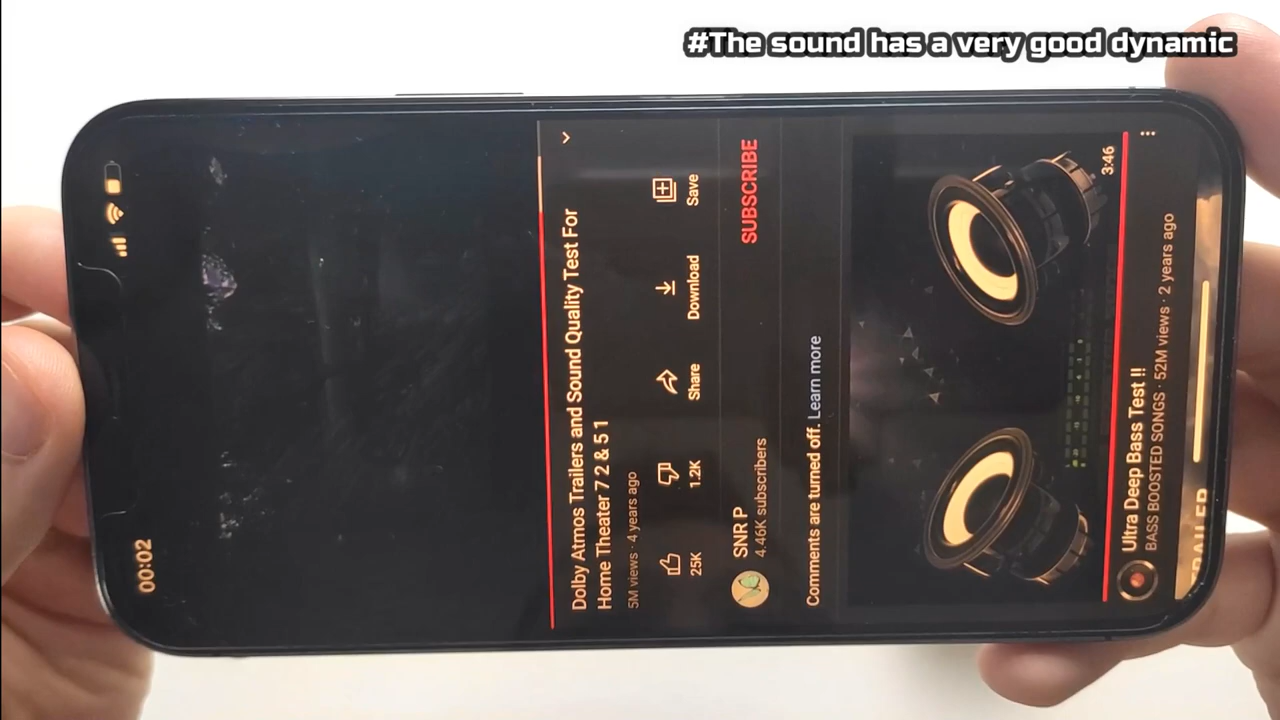 #The sound has a very good dynamic
00:02
Dolby Atmos Trailers and Sound Quality Test For
Home Theater 7 2 & 5 1
5M views · 4 years ago
25K
1.2K
Share
Download
Save
SNR P
4.46K subscribers
SUBSCRIBE
Comments are turned off. Learn more
3:46
Ultra Deep Bass Test !!
BASS BOOSTED SONGS · 52M views · 2 years ago
TRAILER